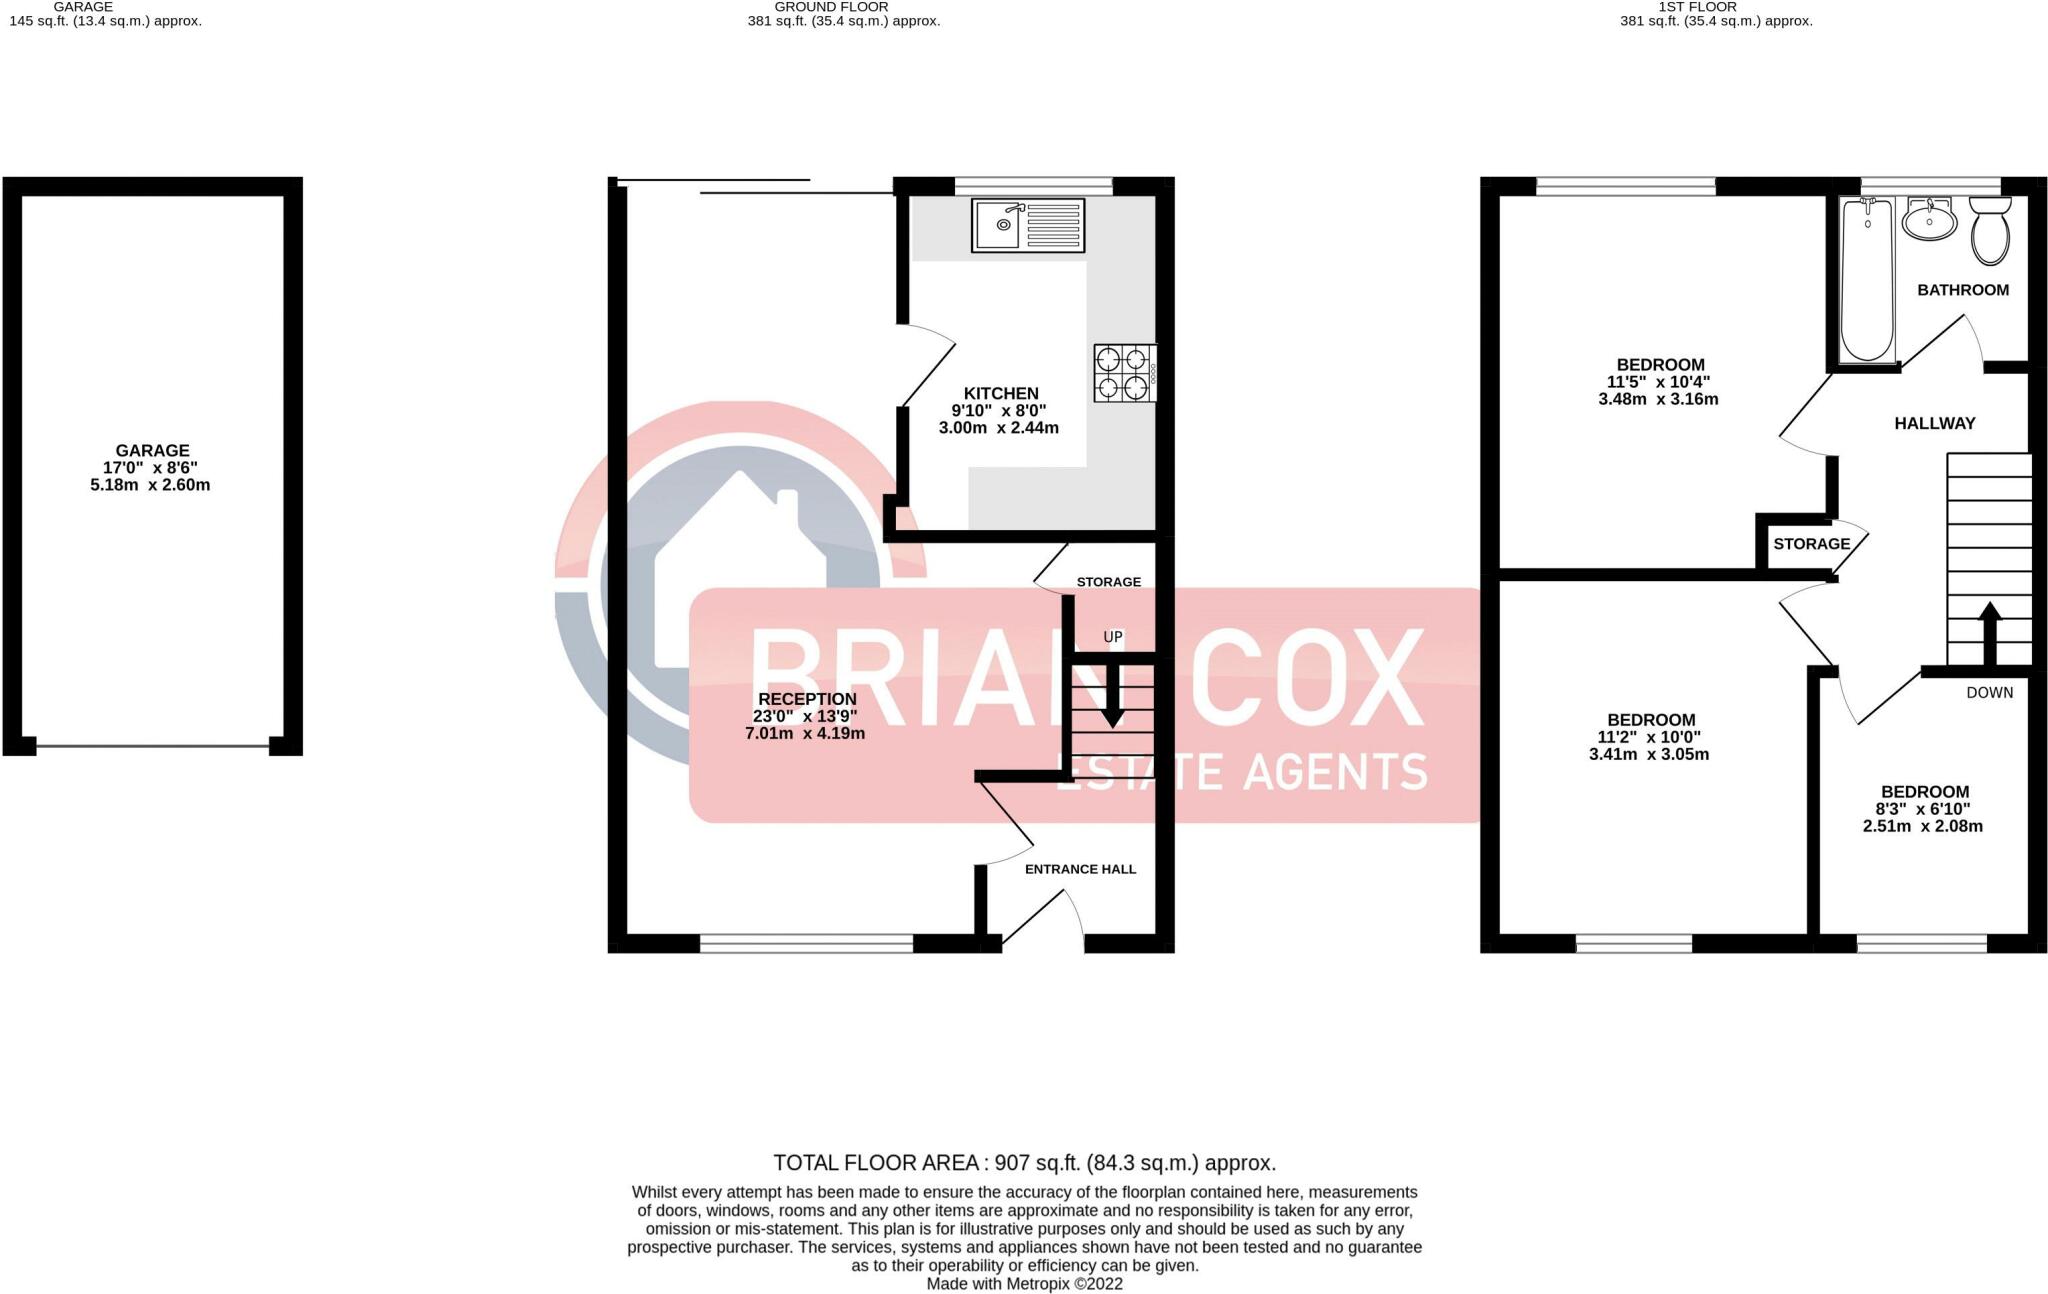 GARAGE
145 sq.ft. (13.4 sq.m.) approx.
GROUND FLOOR
381 sq.ft. (35.4 sq.m.) approx.
1ST FLOOR
381 sq.ft. (35.4 sq.m.) approx.
GARAGE
17'0" x 8'6"
5.18m x 2.60m
KITCHEN
9'10" x 8'0"
3.00m x 2.44m
STORAGE
UP
BRIAN COX
ESTATE AGENTS
RECEPTION
23'0" x 13'9"
7.01m x 4.19m
ENTRANCE HALL
BATHROOM
BEDROOM
11'5" x 10'4"
3.48m x 3.16m
HALLWAY
STORAGE
DOWN
BEDROOM
11'2" x 10'0"
3.41m x 3.05m
BEDROOM
8'3" x 6'10"
2.51m x 2.08m
TOTAL FLOOR AREA : 907 sq.ft. (84.3 sq.m.) approx.
Whilst every attempt has been made to ensure the accuracy of the floorplan contained here, measurements
of doors, windows, rooms and any other items are approximate and no responsibility is taken for any error,
omission or mis-statement. This plan is for illustrative purposes only and should be used as such by any
prospective purchaser. The services, systems and appliances shown have not been tested and no guarantee
as to their operability or efficiency can be given.
Made with Metropix ©2022